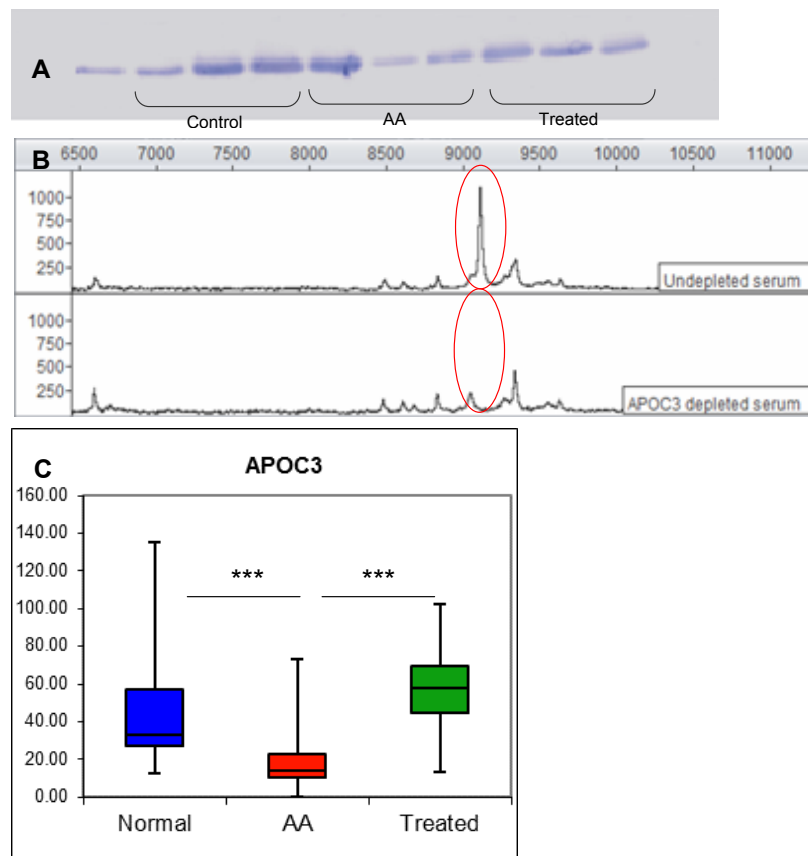 A
Control AA Treated
B
6500 7000 7500 8000 8500 9000 9500 10000 10500 11000
1000
750
500
250
Undepleted serum
1000
750
500
250
APOC3 depleted serum
C
APOC3
160.00
140.00
120.00
100.00
80.00
60.00
40.00
20.00
0.00
*** ***
Normal AA Treated